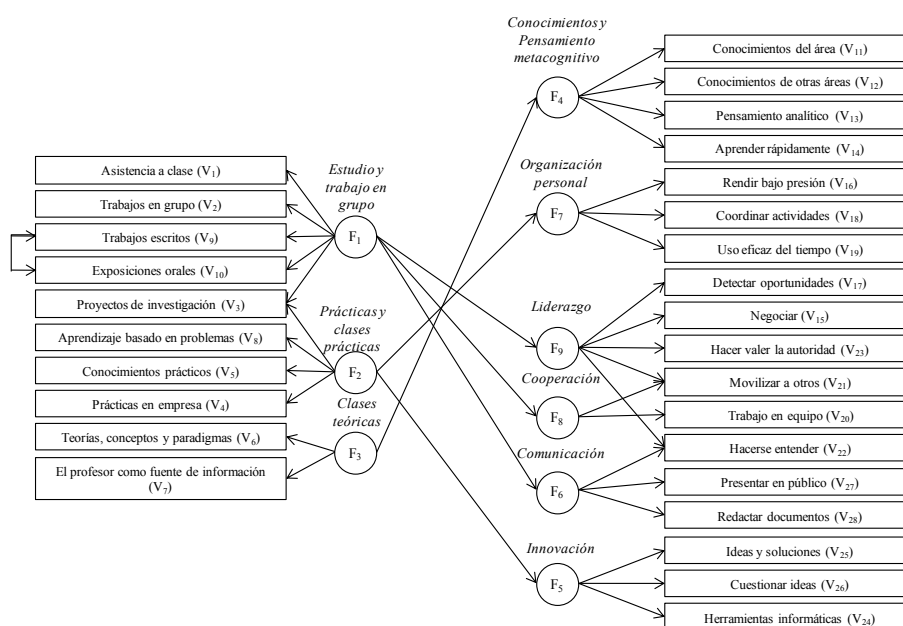 Asistencia a clase (V1)
Trabajos en grupo (V2)
Trabajos escritos (V9)
Exposiciones orales (V10)
Proyectos de investigación (V3)
Aprendizaje basado en problemas (V8)
Conocimientos prácticos (V5)
Prácticas en empresa (V4)
Teorías, conceptos y paradigmas (V6)
El profesor como fuente de información
(V7)
Estudio y
trabajo en
grupo
F1
Prácticas y
clases
prácticas
F2
Clases
teóricas
F3
Conocimientos y
Pensamiento
metacognitivo
F4
Organización
personal
F7
Liderazgo
F9
Cooperación
F8
Comunicación
F6
Innovación
F5
Conocimientos del área (V11)
Conocimientos de otras áreas (V12)
Pensamiento analítico (V13)
Aprender rápidamente (V14)
Rendir bajo presión (V16)
Coordinar actividades (V18)
Uso eficaz del tiempo (V19)
Detectar oportunidades (V17)
Negociar (V15)
Hacer valer la autoridad (V23)
Movilizar a otros (V21)
Trabajo en equipo (V20)
Hacerse entender (V22)
Presentar en público (V27)
Redactar documentos (V28)
Ideas y soluciones (V25)
Cuestionar ideas (V26)
Herramientas informáticas (V24)